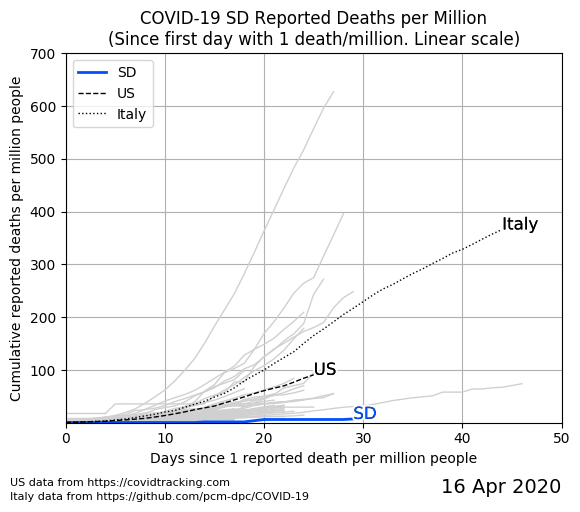 COVID-19 SD Reported Deaths per Million
(Since first day with 1 death/million. Linear scale)
Cumulative reported deaths per million people
700
600
500
400
300
200
100
SD
US
Italy
Italy
US
SD
0
10
20
30
40
50
Days since 1 reported death per million people
US data from https://covidtracking.com
Italy data from https://github.com/pcm-dpc/COVID-19
16 Apr 2020